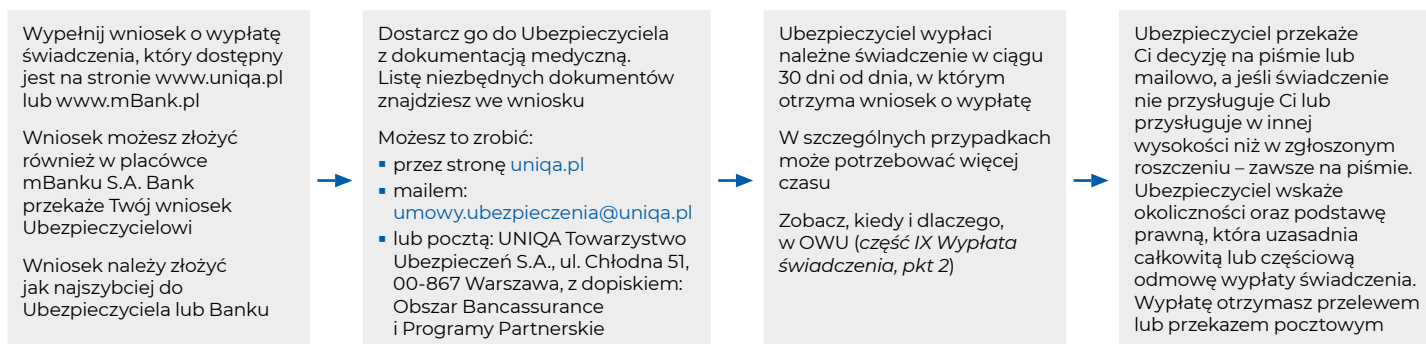 Wypełnij wniosek o wypłatę
świadczenia, który dostępny
jest na stronie www.uniqa.pl
lub www.mBank.pl
Wniosek możesz złożyć
również w placówce
mBanku S.A. Bank
przekaże Twój wniosek
Ubezpieczycielowi
Wniosek należy złożyć
jak najszybciej do
Ubezpieczyciela lub Banku
Dostarcz go do Ubezpieczyciela
z dokumentacją medyczną.
Listę niezbędnych dokumentów
znajdziesz we wniosku
Możesz to zrobić:
▪ przez stronę uniqa.pl
▪ mailem:
umowy.ubezpieczenia@uniqa.pl
▪ lub pocztą: UNIQA Towarzystwo
Ubezpieczeń S.A., ul. Chłodna 51,
00-867 Warszawa, z dopiskiem:
Obszar Bancassurance
i Programy Partnerskie
Ubezpieczyciel wypłaci
należne świadczenie w ciągu
30 dni od dnia, w którym
otrzyma wniosek o wypłatę
W szczególnych przypadkach
może potrzebować więcej
czasu
Zobacz, kiedy i dlaczego,
w OWU (część IX Wypłata
świadczenia, pkt 2)
Ubezpieczyciel przekaże
Ci decyzję na piśmie lub
mailowo, a jeśli świadczenie
nie przysługuje Ci lub
przysługuje w innej
wysokości niż w zgłoszonym
roszczeniu – zawsze na piśmie.
Ubezpieczyciel wskaże
okoliczności oraz podstawę
prawną, która uzasadnia
całkowitą lub częściową
odmowę wypłaty świadczenia.
Wypłatę otrzymasz przelewem
lub przekazem pocztowym